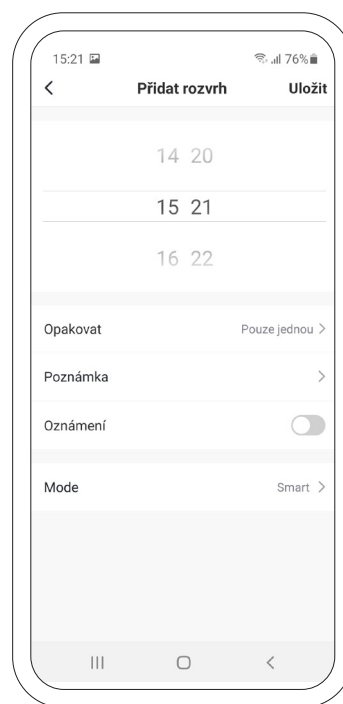 15:21 76%
Přidat rozvrh Uložit
14 20
15 21
16 22
Opakovat Pouze jednou
Poznámka
Oznámení
Mode Smart